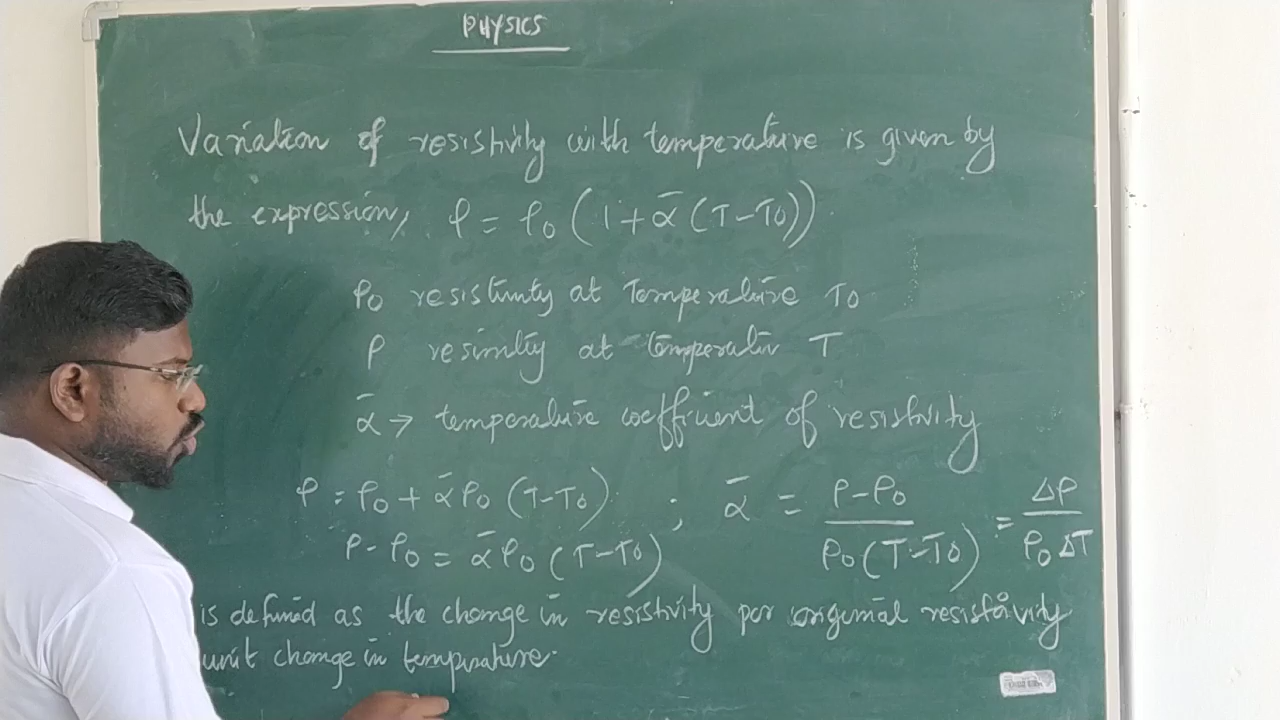 PHYSICS
Variation of resistivity with temperature is given by
the expression, ρ = ρ₀ (1 + ᾱ (T - T₀))
ρ₀ resistivity at Temperature T₀
ρ resistivity at temperature T
ᾱ → temperature coefficient of resistivity
ρ = ρ₀ + ᾱ ρ₀ (T - T₀) ; ᾱ = (ρ - ρ₀) / (ρ₀ (T - T₀)) = Δρ / (ρ₀ ΔT)
ρ - ρ₀ = ᾱ ρ₀ (T - T₀)
is defined as the change in resistivity per original resistivity
unit change in temperature.